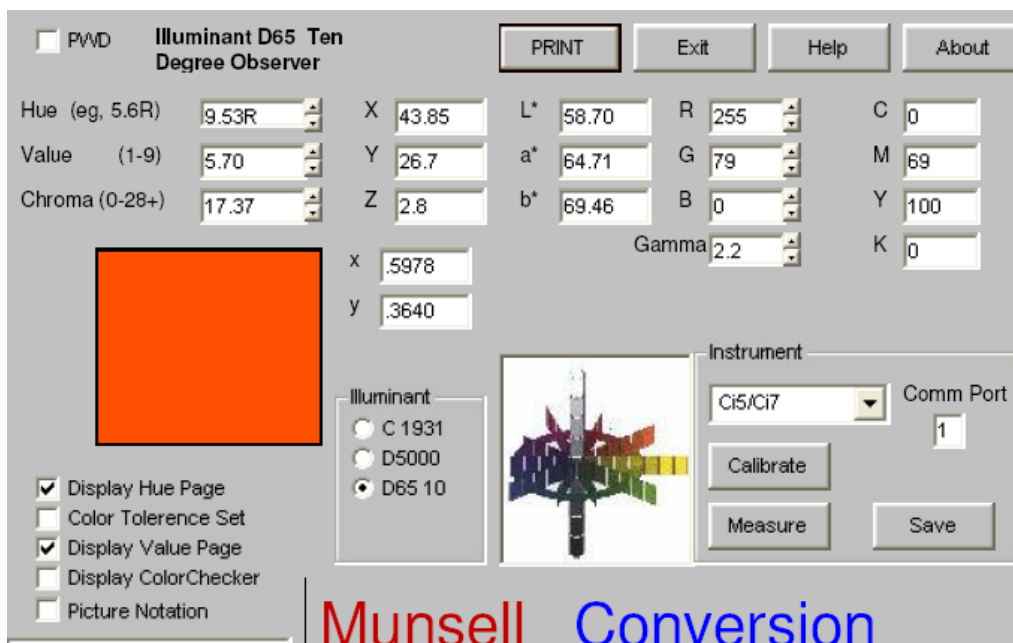 PWD Illuminant D65 Ten
Degree Observer
PRINT Exit Help About
Hue (eg, 5.6R) 9.53R X 43.85 L* 58.70 R 255 C 0
Value (1-9) 5.70 Y 26.7 a* 64.71 G 79 M 69
Chroma (0-28+) 17.37 Z 2.8 b* 69.46 B 0 Y 100
Gamma 2.2 K 0
x .5978
y .3640
Illuminant
C 1931
D5000
D65 10
Instrument
Ci5/Ci7 Comm Port
1
Calibrate
Measure Save
Display Hue Page
Color Tolerence Set
Display Value Page
Display ColorChecker
Picture Notation
Munsell Conversion